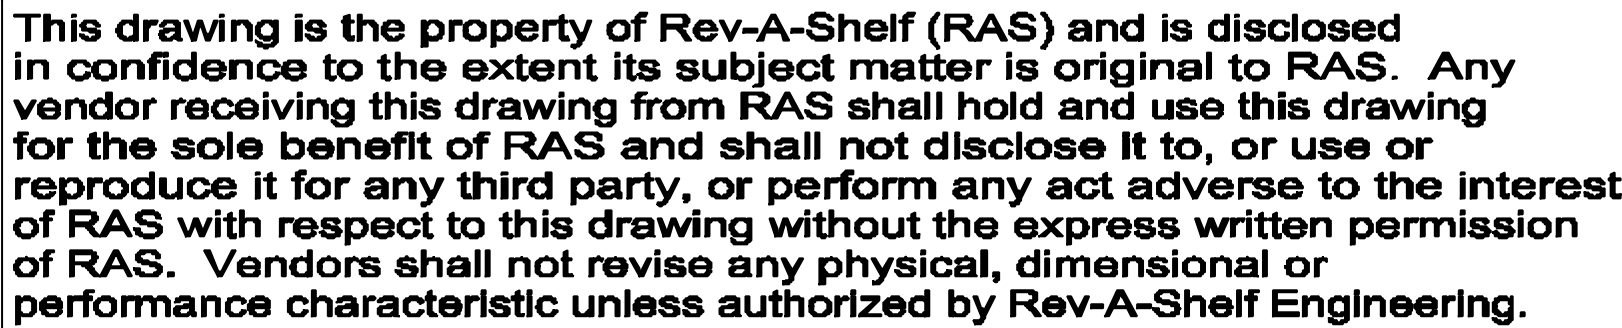 This drawing is the property of Rev-A-Shelf (RAS) and is disclosed
in confidence to the extent its subject matter is original to RAS.  Any
vendor receiving this drawing from RAS shall hold and use this drawing
for the sole benefit of RAS and shall not disclose it to, or use or
reproduce it for any third party, or perform any act adverse to the interest
of RAS with respect to this drawing without the express written permission
of RAS.  Vendors shall not revise any physical, dimensional or
performance characteristic unless authorized by Rev-A-Shelf Engineering.